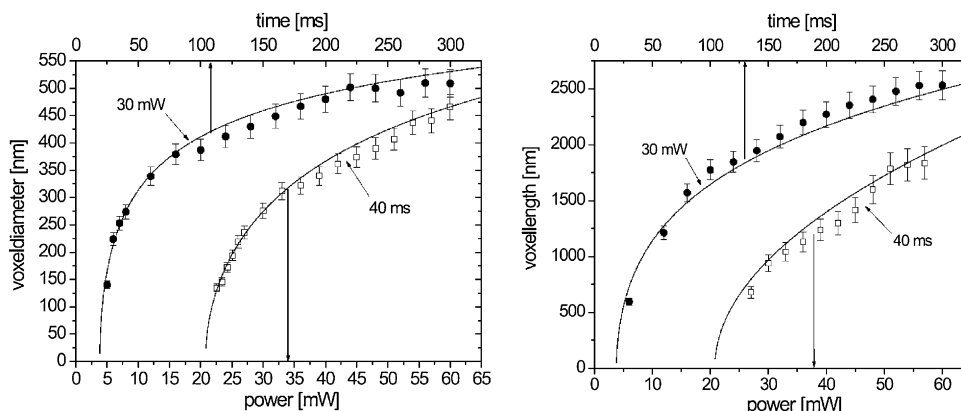 time [ms]
0 50 100 150 200 250 300
550
500
450
400
350
300
250
200
150
100
50
0
voxeldiameter [nm]
30 mW
40 ms
0 5 10 15 20 25 30 35 40 45 50 55 60 65
power [mW]
time [ms]
0 50 100 150 200 250 300
2500
2000
1500
1000
500
0
voxellength [nm]
30 mW
40 ms
0 10 20 30 40 50 60
power [mW]